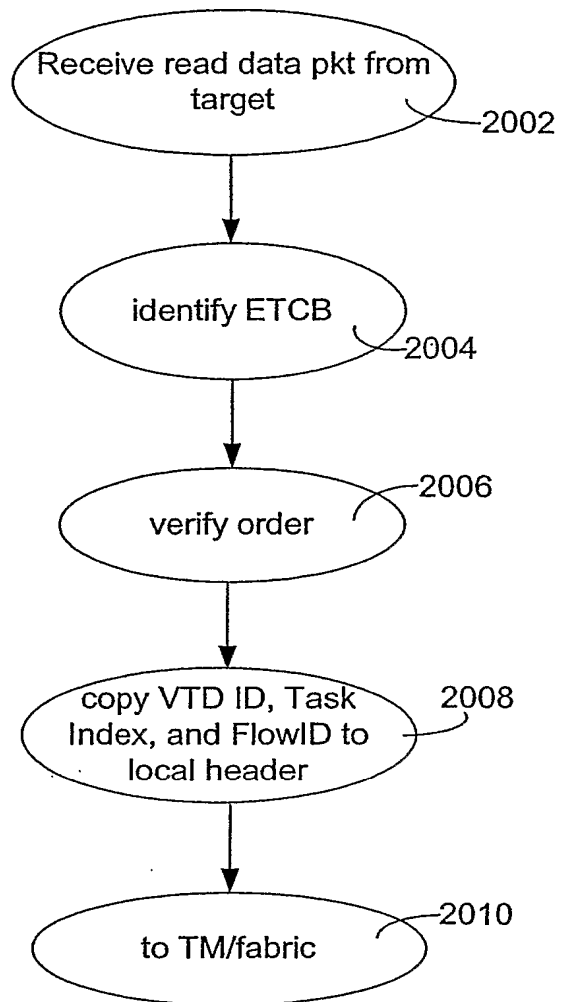 Receive read data pkt from
target
2002
identify ETCB
2004
2006
verify order
copy VTD ID, Task
Index, and FlowID to
local header
2008
2010
to TM/fabric